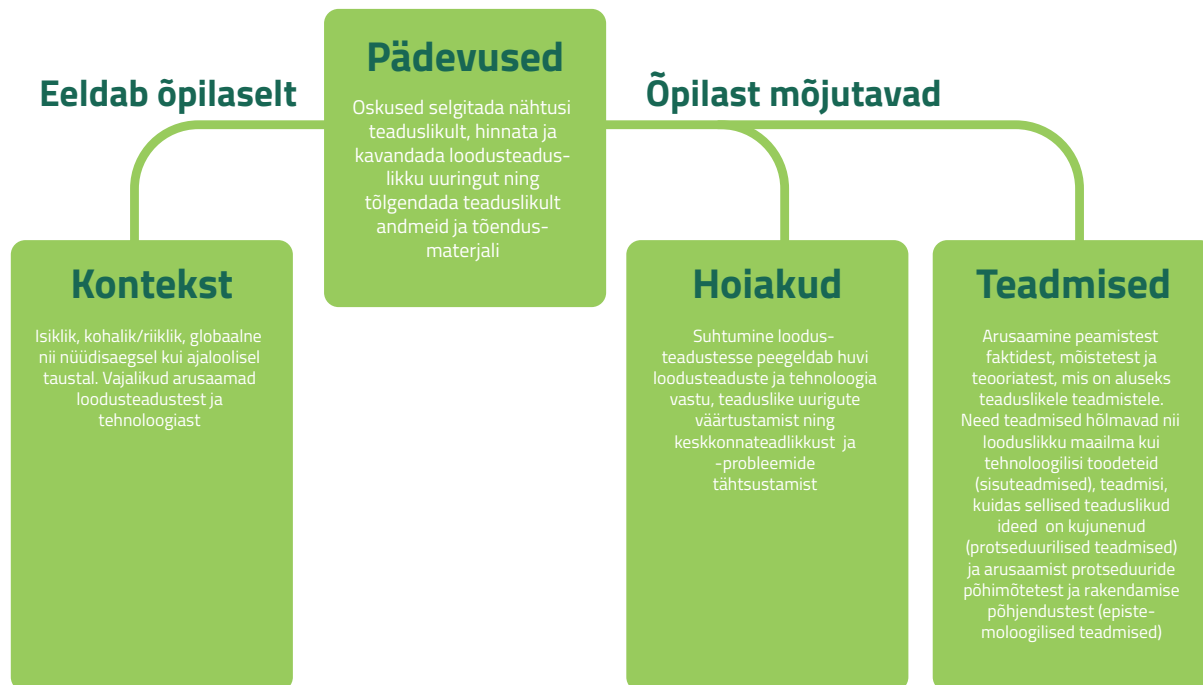 Pädevused
Oskused selgitada nähtusi
teaduslikult, hinnata ja
kavandada loodusteadus-
likku uuringut ning
tõlgendada teaduslikult
andmeid ja tõendus-
materjali
Eeldab õpilaselt
Õpilast mõjutavad
Kontekst
Isiklik, kohalik/riiklik, globaalne
nii nüüdisaegsel kui ajaloolisel
taustal. Vajalikud arusaamad
loodusteadustest ja
tehnoloogiast
Hoiakud
Suhtumine loodus-
teadustesse peegeldab huvi
loodusteaduste ja tehnoloogia
vastu, teaduslike uurigute
väärtustamist ning
keskkonnateadlikkust ja
-probleemide
tähtsustamist
Teadmised
Arusaamine peamistest
faktidest, mõistetest ja
teooriatest, mis on aluseks
teaduslikele teadmistele.
Need teadmised hõlmavad nii
looduslikku maailma kui
tehnoloogilisi toodeteid
(sisuteadmised), teadmisi,
kuidas sellised teaduslikud
ideed on kujunenud
(protseduurilised teadmised)
ja arusaamist protseduuride
põhimõtetest ja rakendamise
põhjendustest (episte-
moloogilised teadmised)